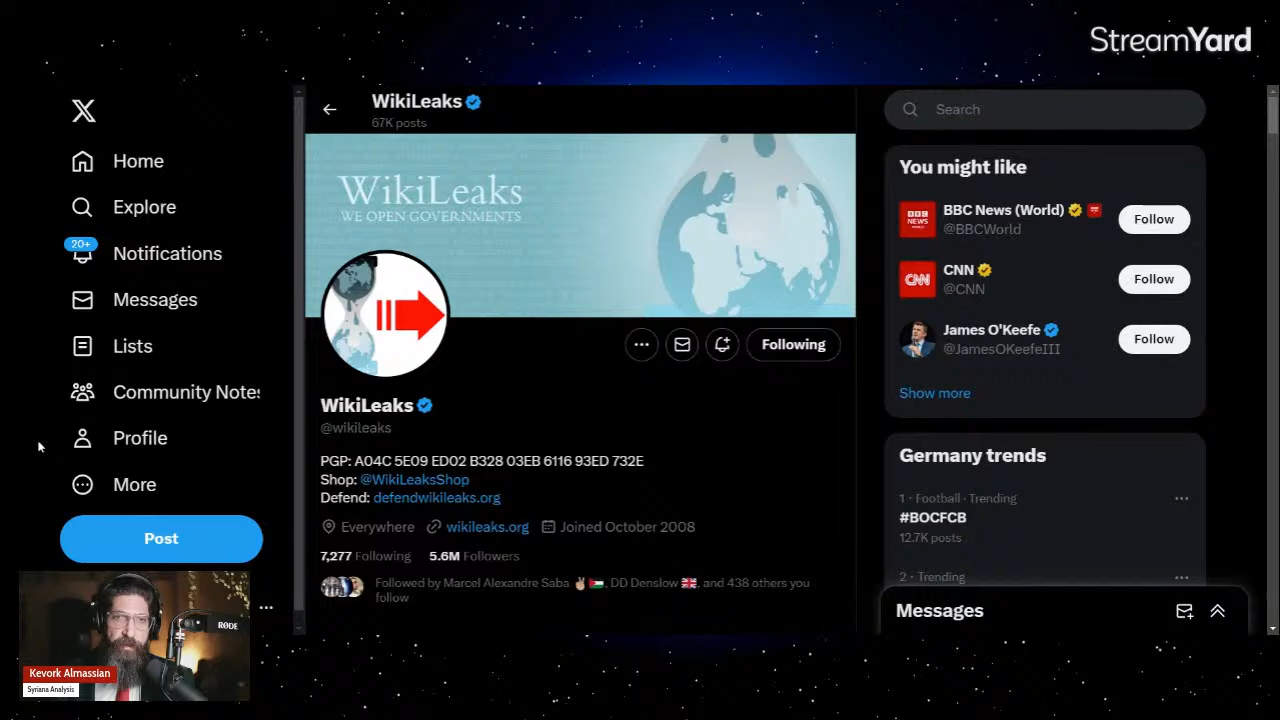 StreamYard
Home
Explore
20+
Notifications
Messages
Lists
Community Notes
Profile
More
Post
WikiLeaks
67K posts
WikiLeaks
WE OPEN GOVERNMENTS
Following
WikiLeaks
@wikileaks
PGP: A04C 5E09 ED02 B328 03EB 6116 93ED 732E
Shop: @WikiLeaksShop
Defend: defendwikileaks.org
Everywhere wikileaks.org Joined October 2008
7,277 Following 5.6M Followers
Followed by Marcel Alexandre Saba ✌🏼🇵🇸, DD Denslow 🇬🇧, and 438 others you
follow
Search
You might like
BBC News (World)
@BBCWorld
Follow
CNN
@CNN
Follow
James O'Keefe
@JamesOKeefeIII
Follow
Show more
Germany trends
1 · Football · Trending
#BOCFCB
12.7K posts
2 · Trending
Messages
BBC
NEWS
CNN
RØDE
Kevork Almassian
Syriana Analysis